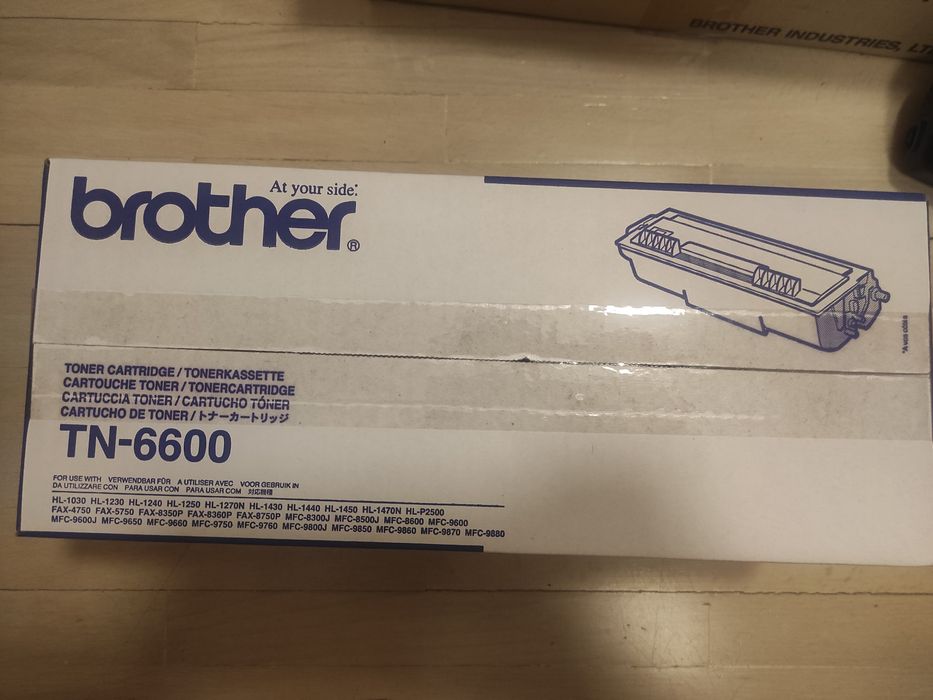 BROTHER INDUSTRIES, LT
At your side.
brother®
*A vos côtés
TONER CARTRIDGE / TONERKASSETTE
CARTOUCHE TONER / TONERCARTRIDGE
CARTUCCIA TONER / CARTUCHO TÓNER
CARTUCHO DE TONER / トナーカートリッジ
TN-6600
FOR USE WITH VERWENDBAR FÜR A UTILISER AVEC VOOR GEBRUIK IN
DA UTILIZZARE CON PARA USAR CON PARA USAR COM 対応機種
HL-1030 HL-1230 HL-1240 HL-1250 HL-1270N HL-1430 HL-1440 HL-1450 HL-1470N HL-P2500
FAX-4750 FAX-5750 FAX-8350P FAX-8360P FAX-8750P MFC-8300J MFC-8500J MFC-8600 MFC-9600
MFC-9600J MFC-9650 MFC-9660 MFC-9750 MFC-9760 MFC-9800J MFC-9850 MFC-9860 MFC-9870 MFC-9880